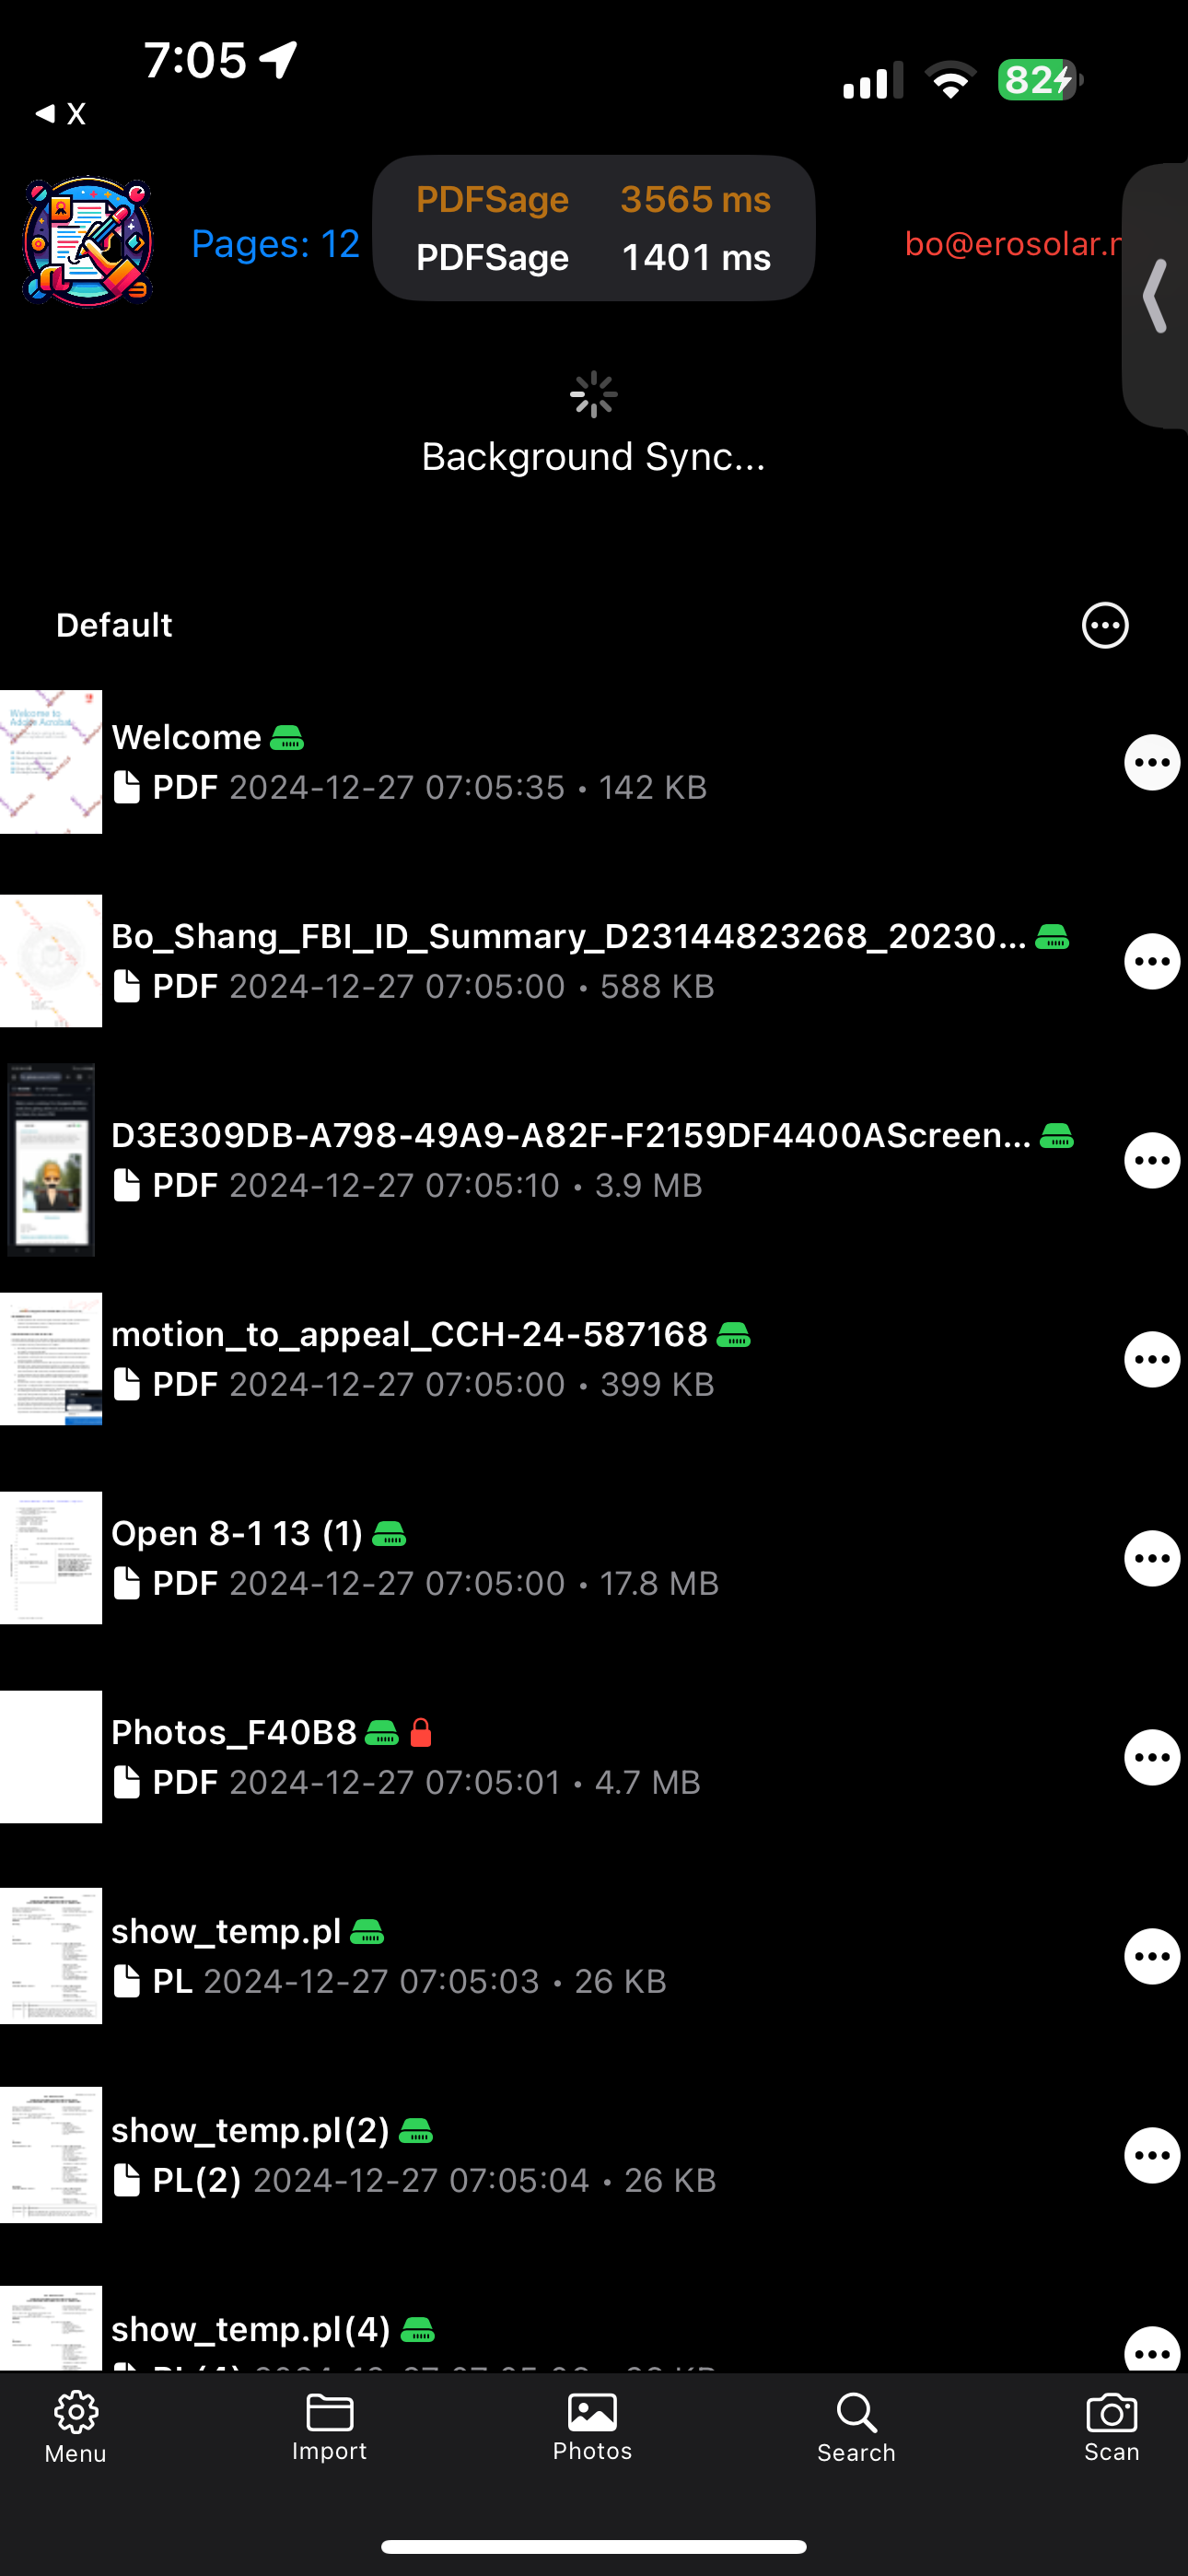 7:05
82
◀ X
PDFSage 3565 ms
PDFSage 1401 ms
Pages: 12
bo@erosolar.
Background Sync...
Default
Welcome to
Adobe Acrobat
Welcome
PDF 2024-12-27 07:05:35 • 142 KB
Bo_Shang_FBI_ID_Summary_D23144823268_20230...
PDF 2024-12-27 07:05:00 • 588 KB
D3E309DB-A798-49A9-A82F-F2159DF4400AScreen...
PDF 2024-12-27 07:05:10 • 3.9 MB
motion_to_appeal_CCH-24-587168
PDF 2024-12-27 07:05:00 • 399 KB
Open 8-1 13 (1)
PDF 2024-12-27 07:05:00 • 17.8 MB
Photos_F40B8
PDF 2024-12-27 07:05:01 • 4.7 MB
show_temp.pl
PL 2024-12-27 07:05:03 • 26 KB
show_temp.pl(2)
PL(2) 2024-12-27 07:05:04 • 26 KB
show_temp.pl(4)
Menu
Import
Photos
Search
Scan